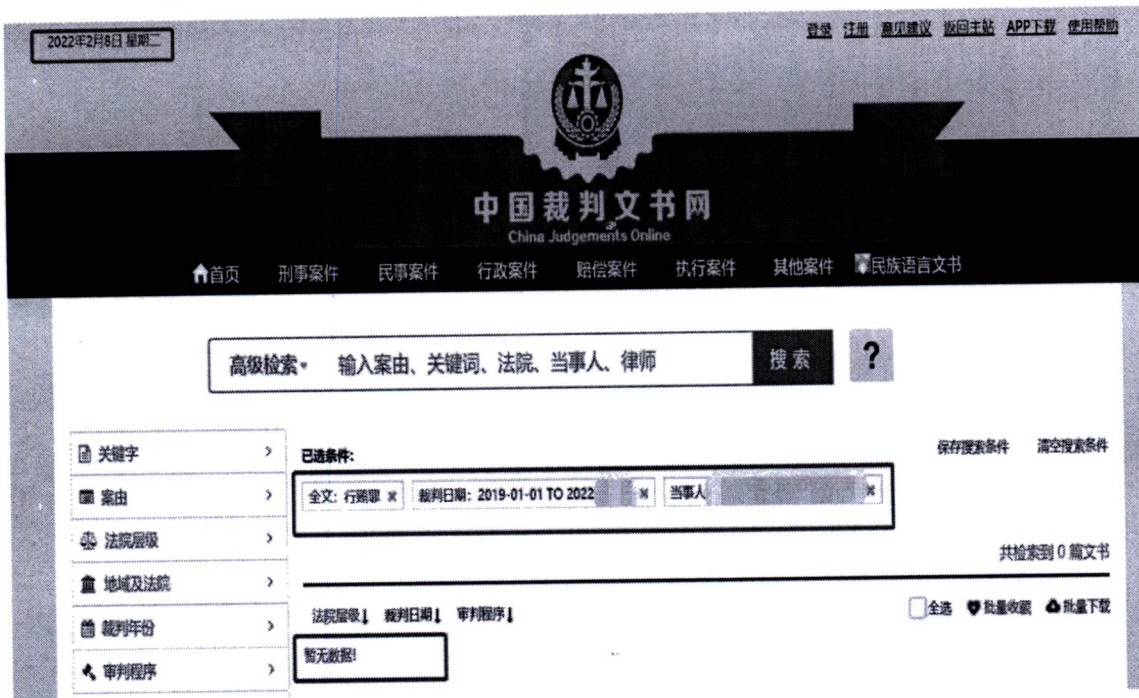 2022年2月8日 星期二
登录 注册 意见建议 返回主站 APP下载 使用帮助
中国裁判文书网
China Judgements Online
首页 刑事案件 民事案件 行政案件 赔偿案件 执行案件 其他案件 民族语言文书
高级检索 输入案由、关键词、法院、当事人、律师 搜索 ?
关键字
已选条件:
保存搜索条件 清空搜索条件
案由
全文:行贿罪 × 裁判日期:2019-01-01 TO 2022 × 当事人 ×
法院层级
共检索到 0 篇文书
地域及法院
法院层级↓ 裁判日期↓ 审判程序↓ 全选 批量收藏 批量下载
裁判年份
暂无数据!
审判程序